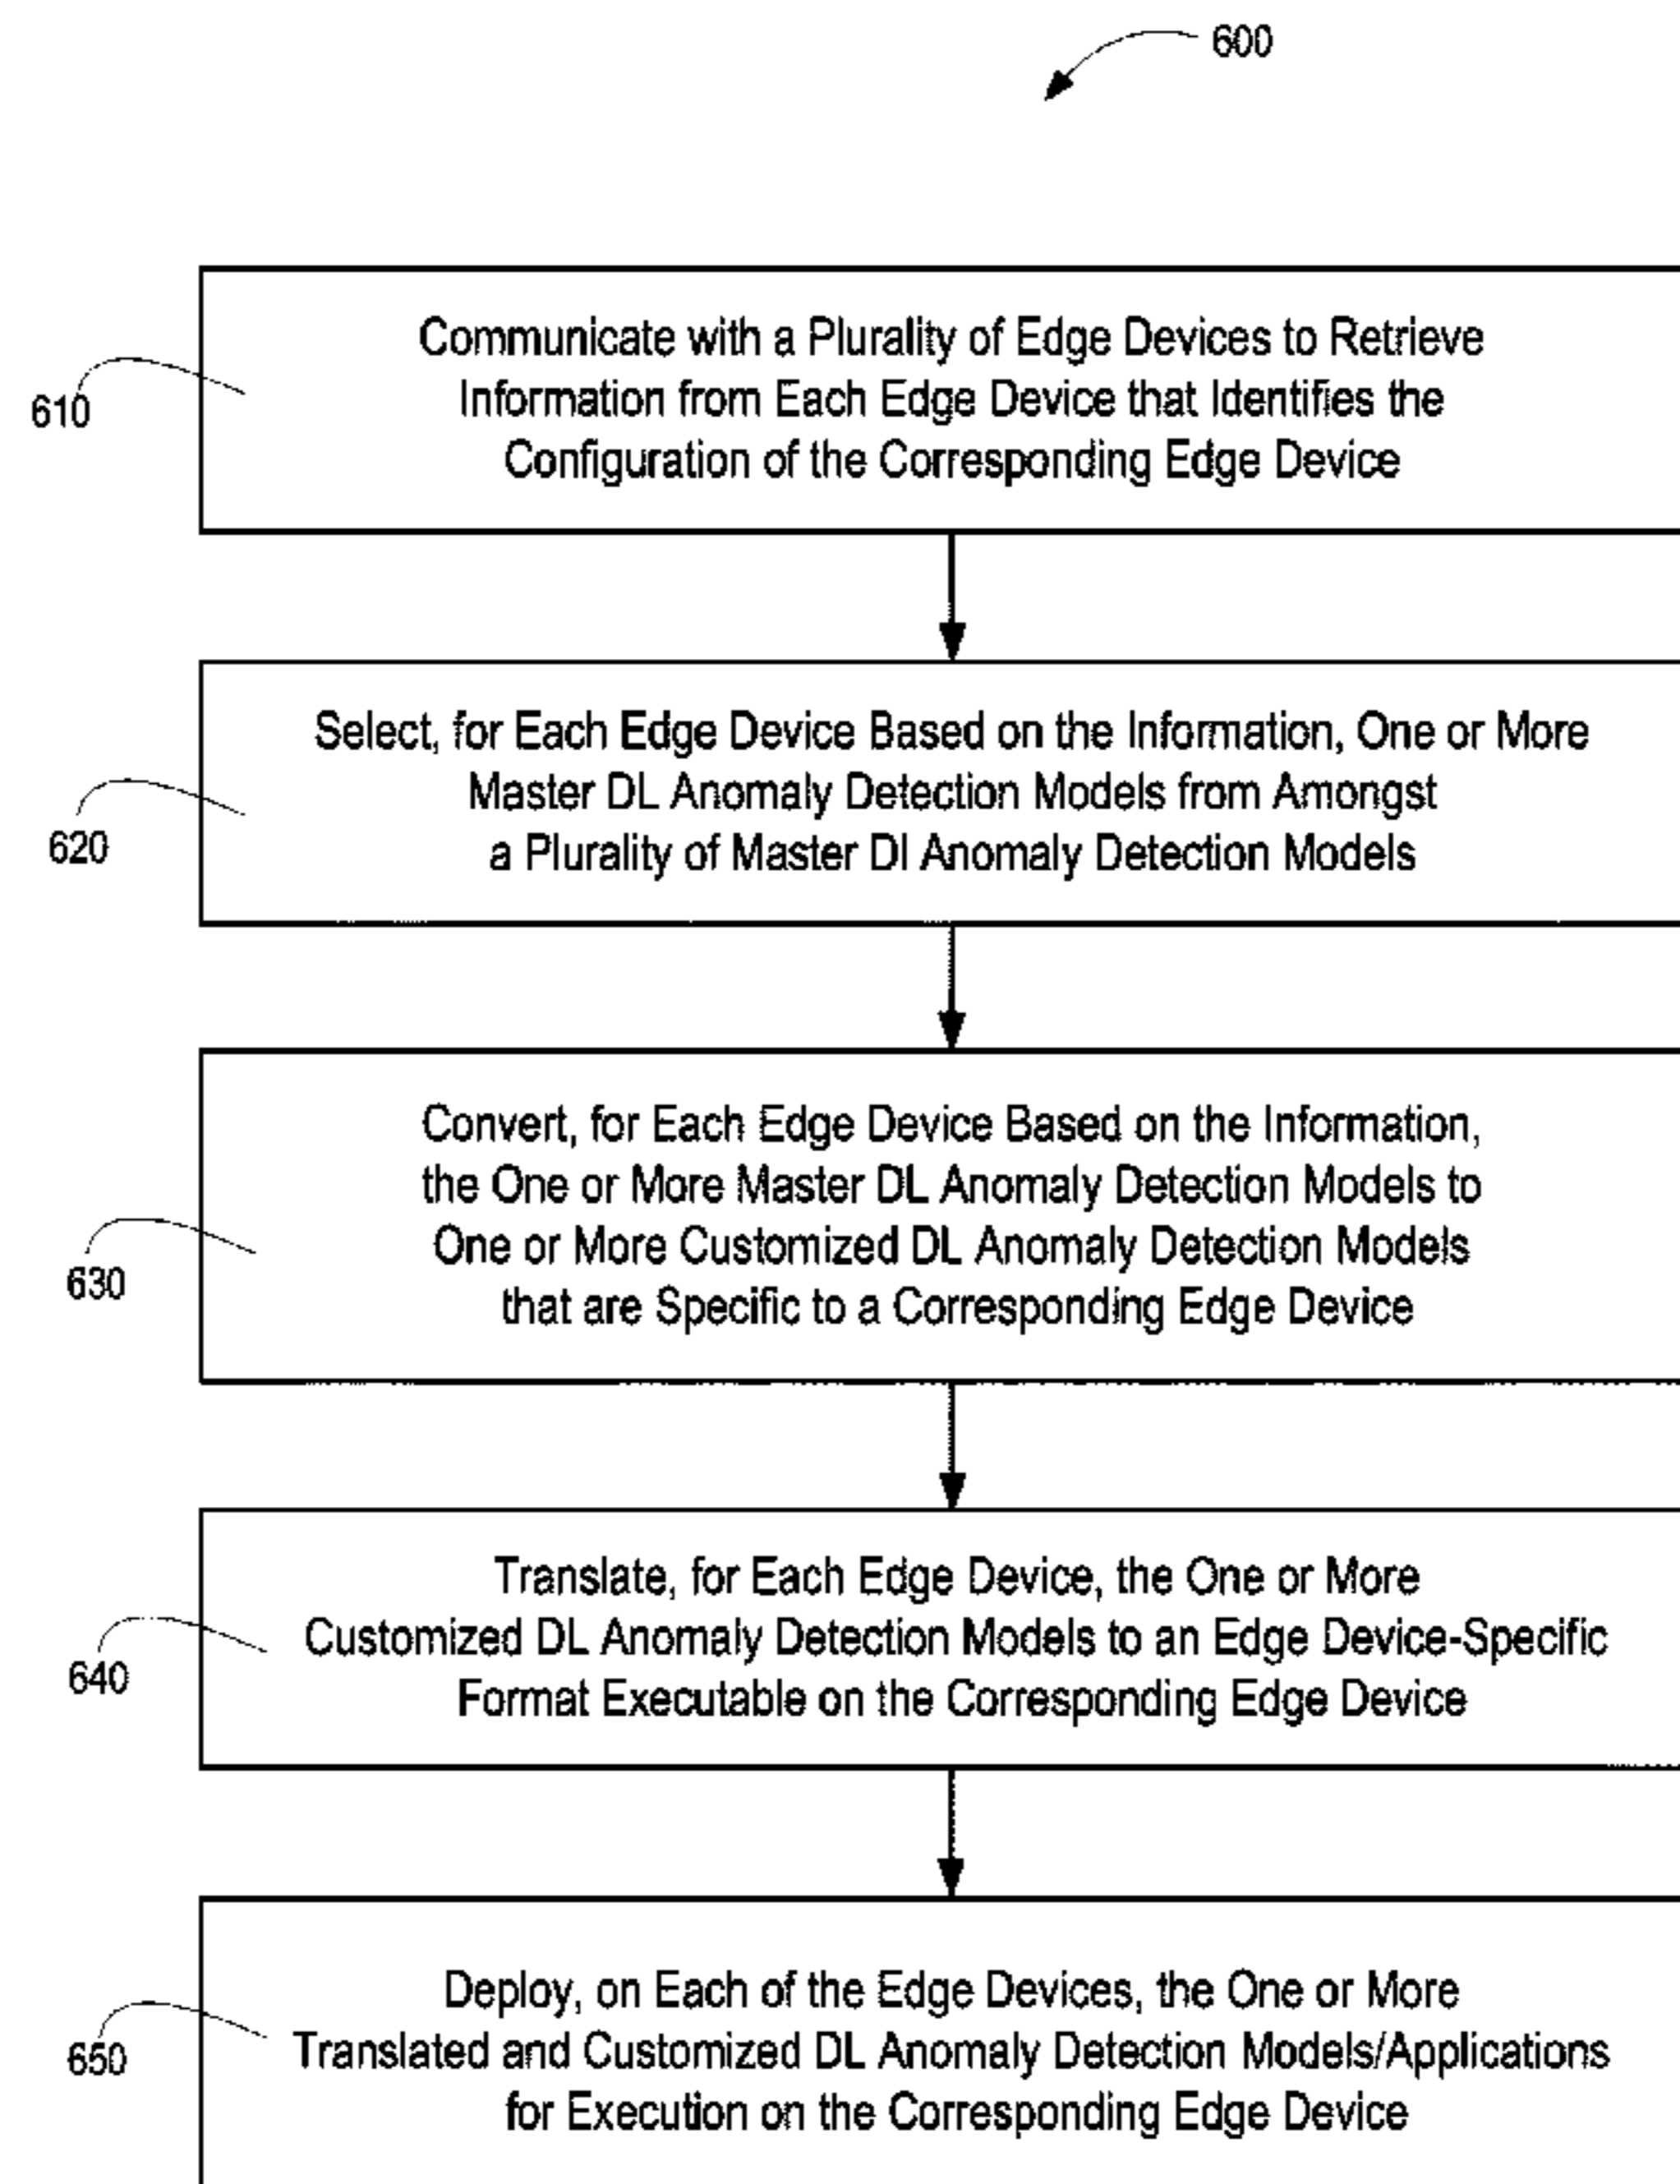 600
610
Communicate with a Plurality of Edge Devices to Retrieve
Information from Each Edge Device that Identifies the
Configuration of the Corresponding Edge Device
620
Select, for Each Edge Device Based on the Information, One or More
Master DL Anomaly Detection Models from Amongst
a Plurality of Master Dl Anomaly Detection Models
630
Convert, for Each Edge Device Based on the Information,
the One or More Master DL Anomaly Detection Models to
One or More Customized DL Anomaly Detection Models
that are Specific to a Corresponding Edge Device
640
Translate, for Each Edge Device, the One or More
Customized DL Anomaly Detection Models to an Edge Device-Specific
Format Executable on the Corresponding Edge Device
650
Deploy, on Each of the Edge Devices, the One or More
Translated and Customized DL Anomaly Detection Models/Applications
for Execution on the Corresponding Edge Device